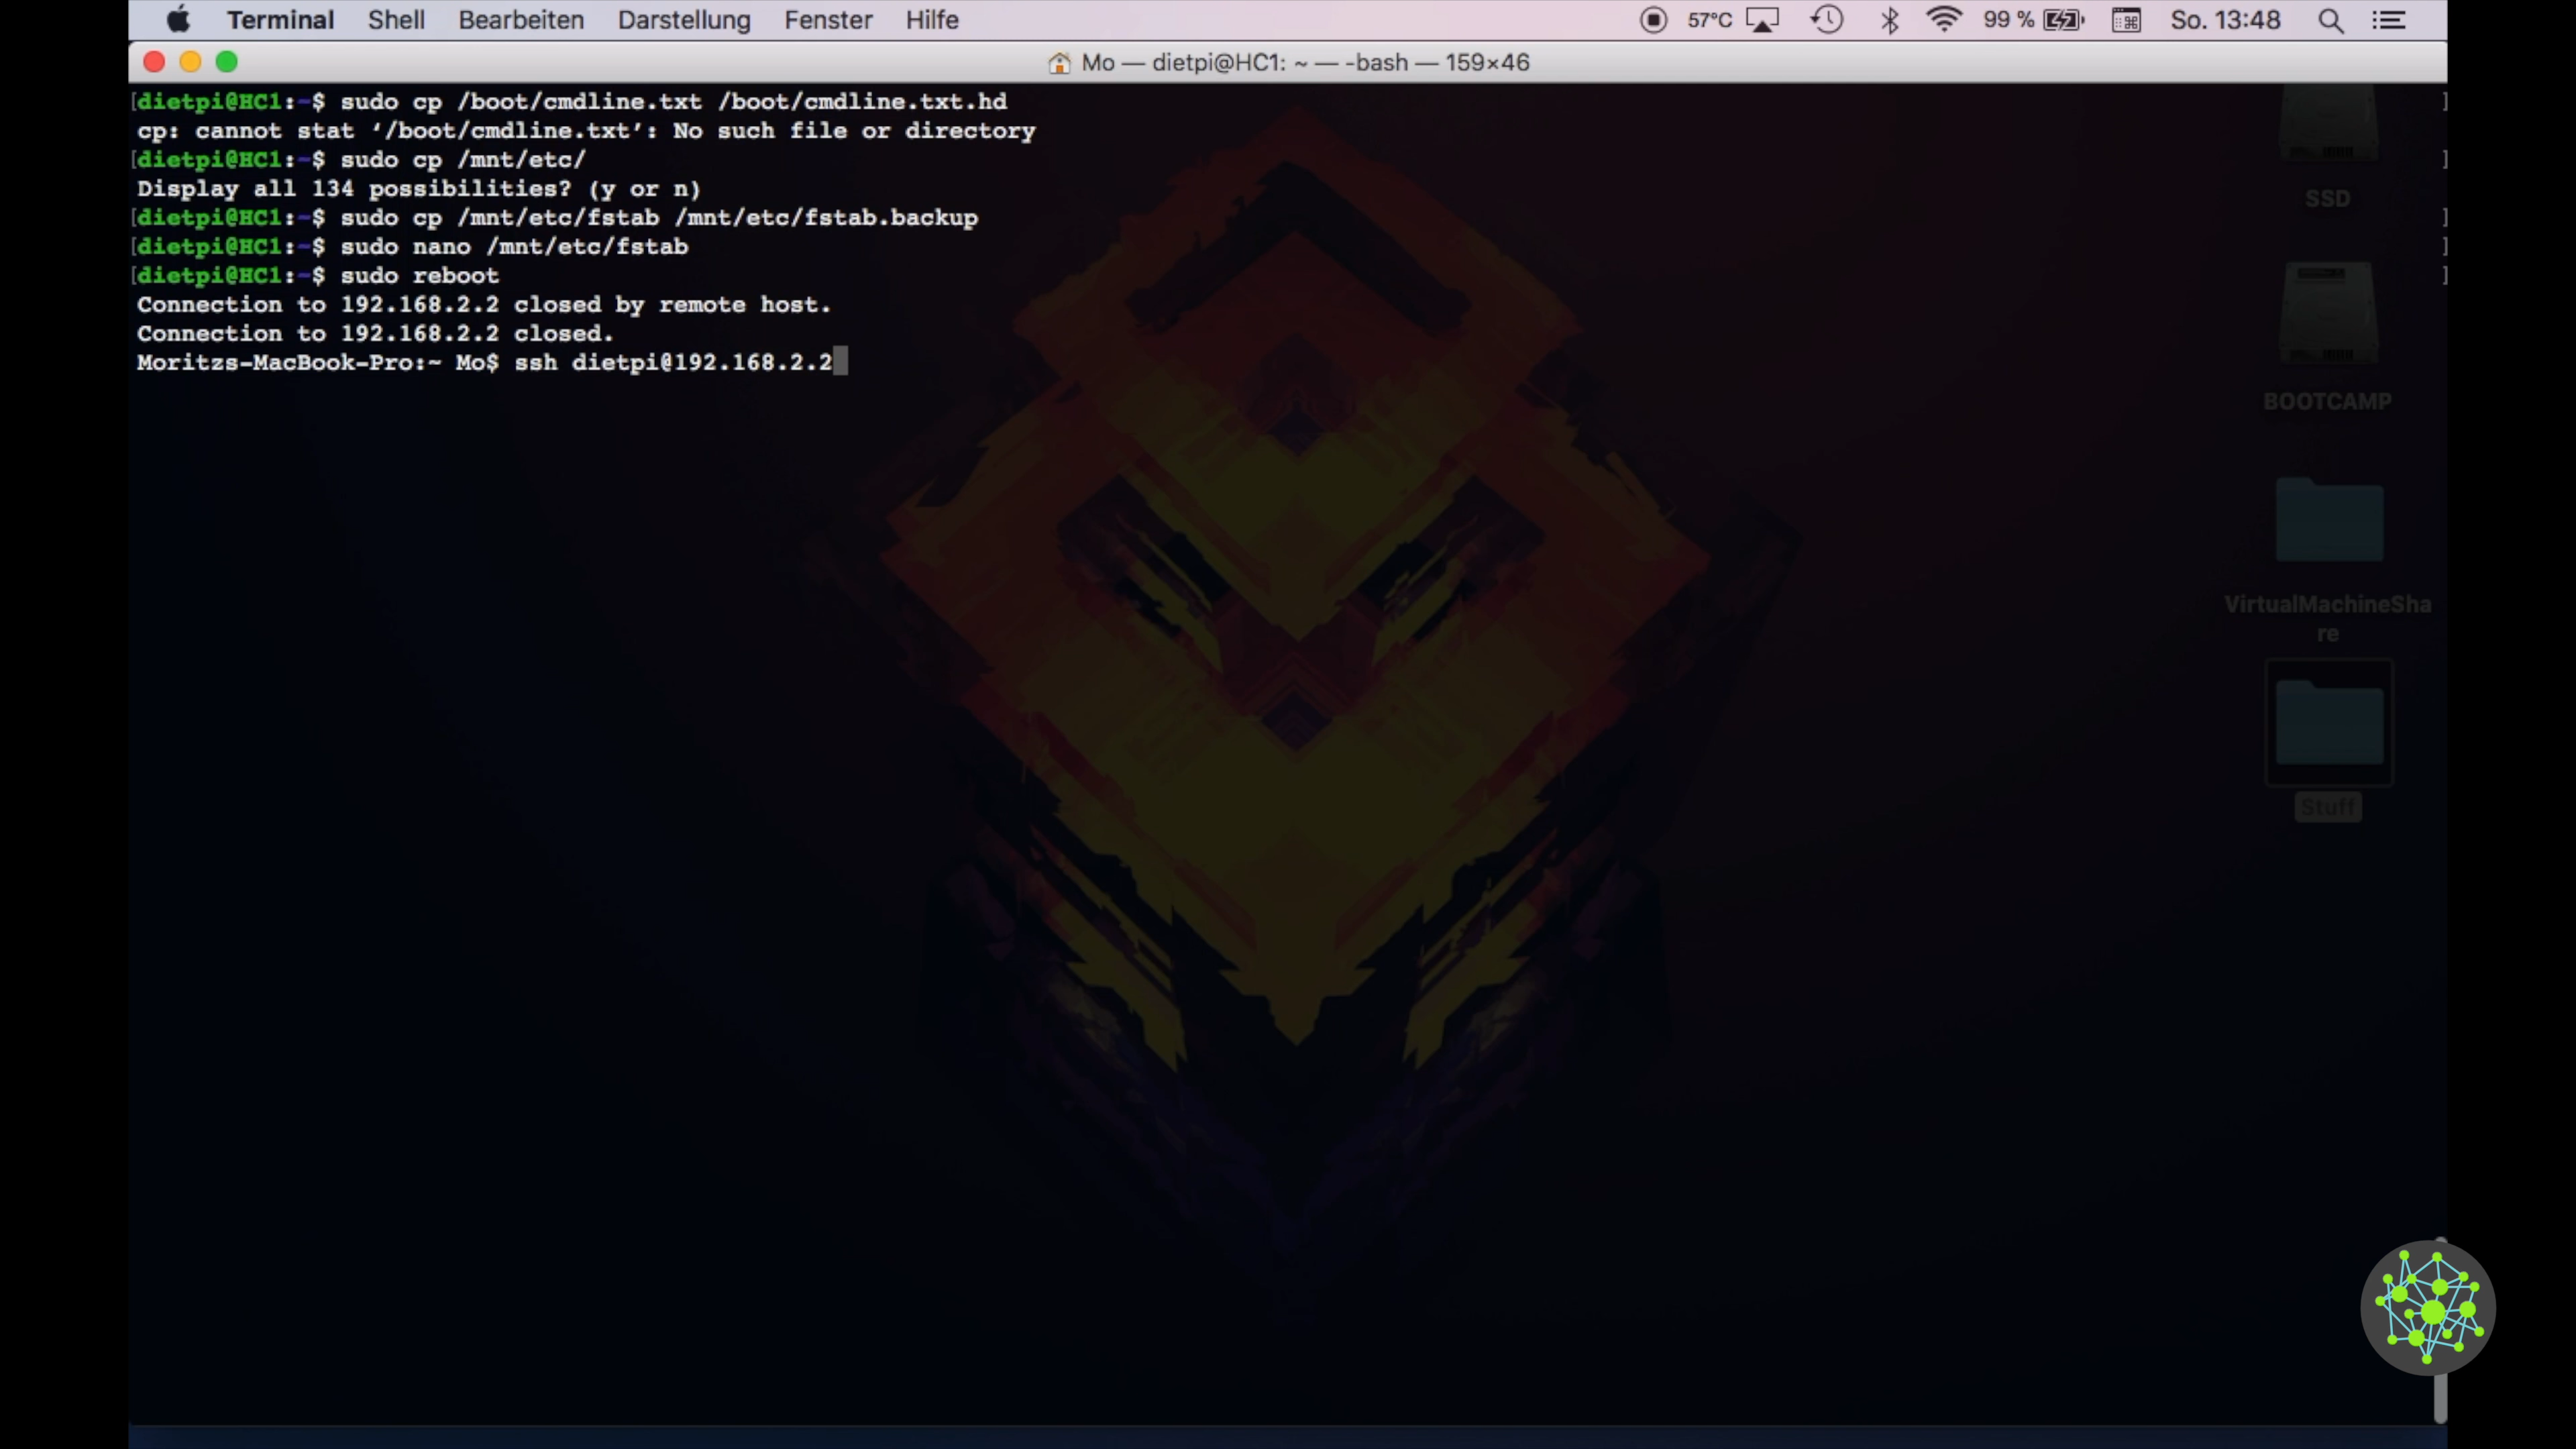 Terminal Shell Bearbeiten Darstellung Fenster Hilfe 57°C 99 % So. 13:48
Mo — dietpi@HC1: ~ — -bash — 159×46
[dietpi@HC1:~$ sudo cp /boot/cmdline.txt /boot/cmdline.txt.hd ]
cp: cannot stat ‘/boot/cmdline.txt’: No such file or directory
[dietpi@HC1:~$ sudo cp /mnt/etc/ ]
Display all 134 possibilities? (y or n)
[dietpi@HC1:~$ sudo cp /mnt/etc/fstab /mnt/etc/fstab.backup ]
[dietpi@HC1:~$ sudo nano /mnt/etc/fstab ]
[dietpi@HC1:~$ sudo reboot ]
Connection to 192.168.2.2 closed by remote host.
Connection to 192.168.2.2 closed.
Moritzs-MacBook-Pro:~ Mo$ ssh dietpi@192.168.2.2
SSD
BOOTCAMP
VirtualMachineSha
re
Stuff